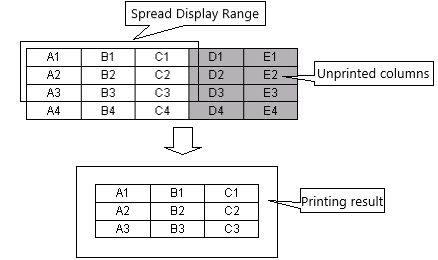 Spread Display Range
A1 B1 C1 D1 E1
A2 B2 C2 D2 E2
Unprinted columns
A3 B3 C3 D3 E3
A4 B4 C4 D4 E4
A1 B1 C1
Printing result
A2 B2 C2
A3 B3 C3